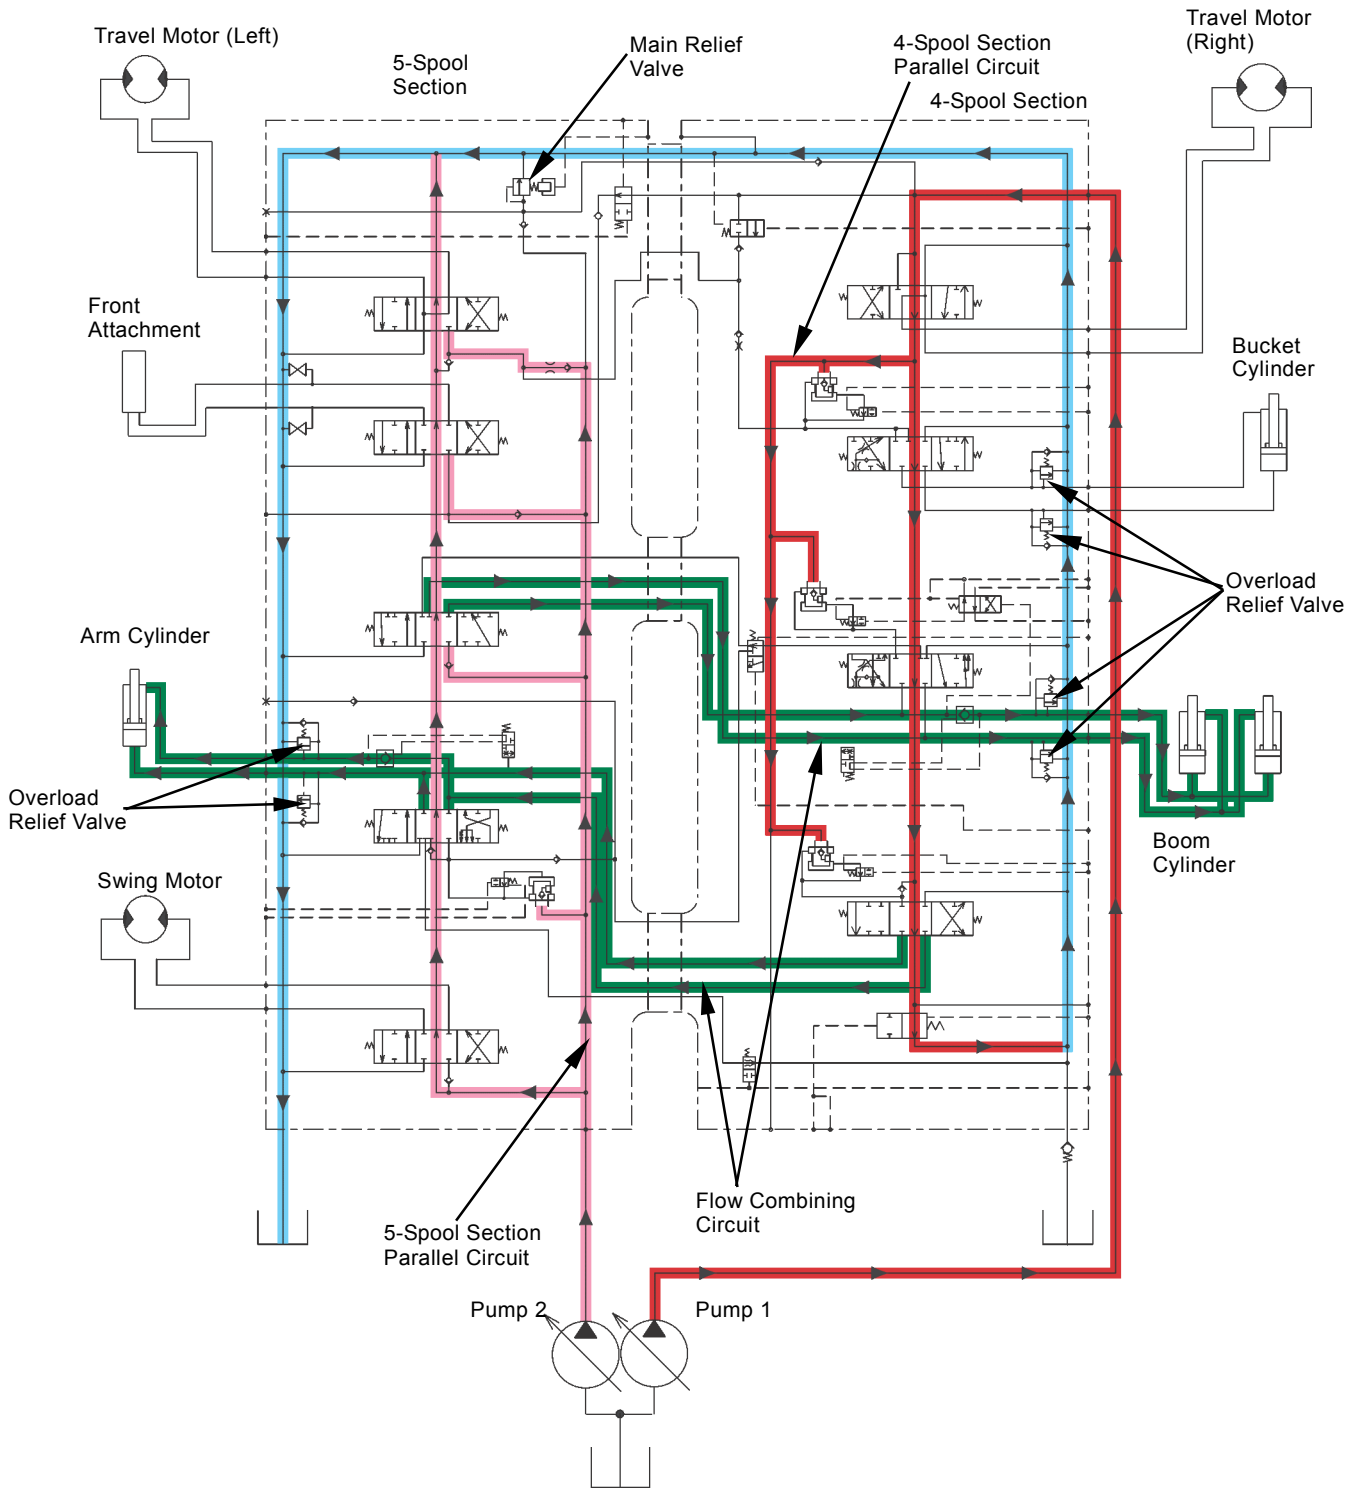 Travel Motor (Left)
5-Spool
Section
Main Relief
Valve
4-Spool Section
Parallel Circuit
4-Spool Section
Travel Motor
(Right)
Front
Attachment
Bucket
Cylinder
Overload
Relief Valve
Arm Cylinder
Overload
Relief Valve
Boom
Cylinder
Swing Motor
Flow Combining
Circuit
5-Spool Section
Parallel Circuit
Pump 2
Pump 1